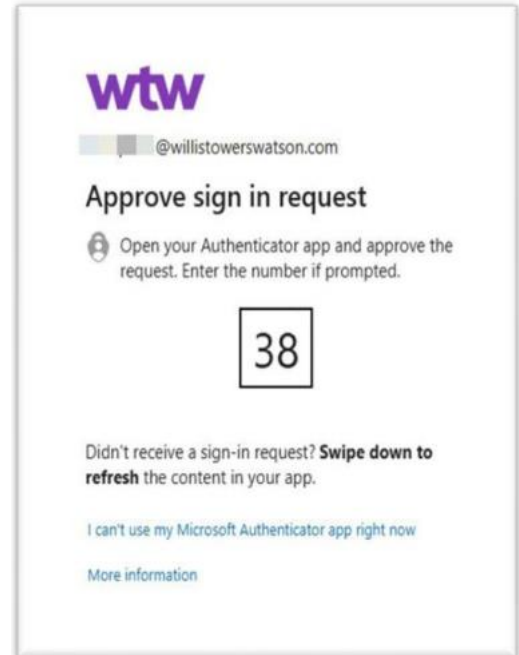 wtw
@willistowerswatson.com
Approve sign in request
Open your Authenticator app and approve the
request. Enter the number if prompted.
38
Didn't receive a sign-in request? Swipe down to
refresh the content in your app.
I can't use my Microsoft Authenticator app right now
More information